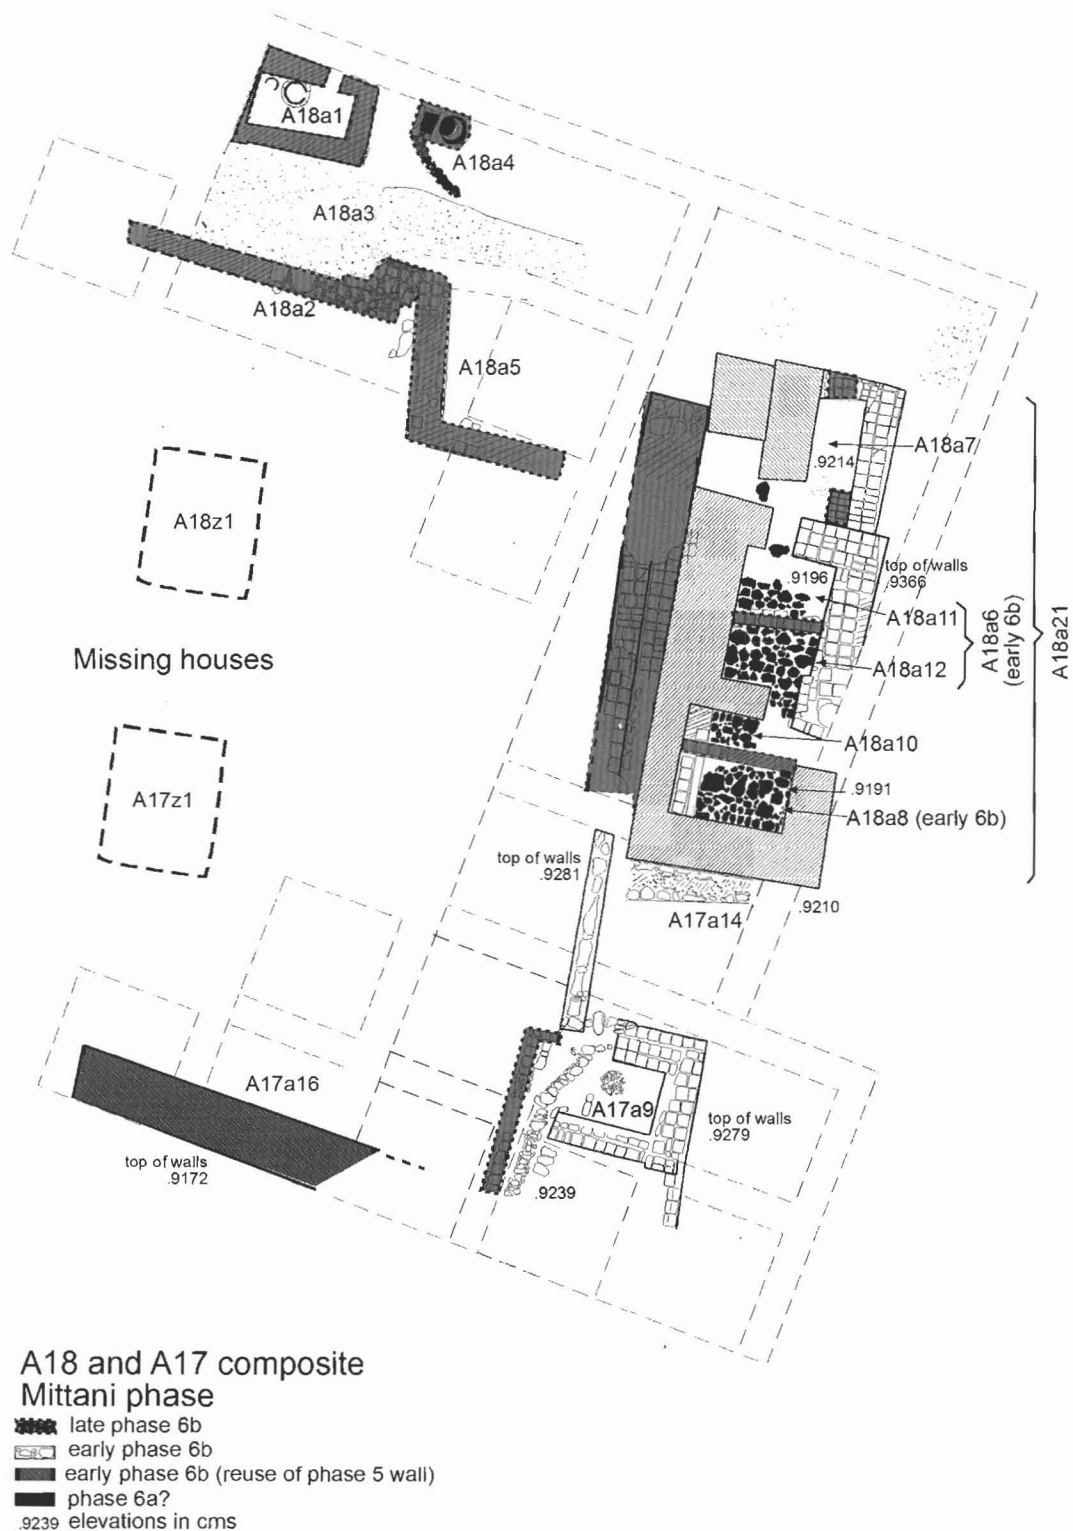 A18a1
A18a4
A18a3
A18a2
A18a5
A18a7
.9214
A18z1
top of walls
.9366
.9196
A18a11
A18a6
(early 6b)
A18a21
Missing houses
A18a12
A18a10
A17z1
.9191
A18a8 (early 6b)
top of walls
.9281
A17a14
.9210
A17a16
A17a9
top of walls
.9279
top of walls
.9172
.9239
A18 and A17 composite
Mittani phase
late phase 6b
early phase 6b
early phase 6b (reuse of phase 5 wall)
phase 6a?
.9239 elevations in cms